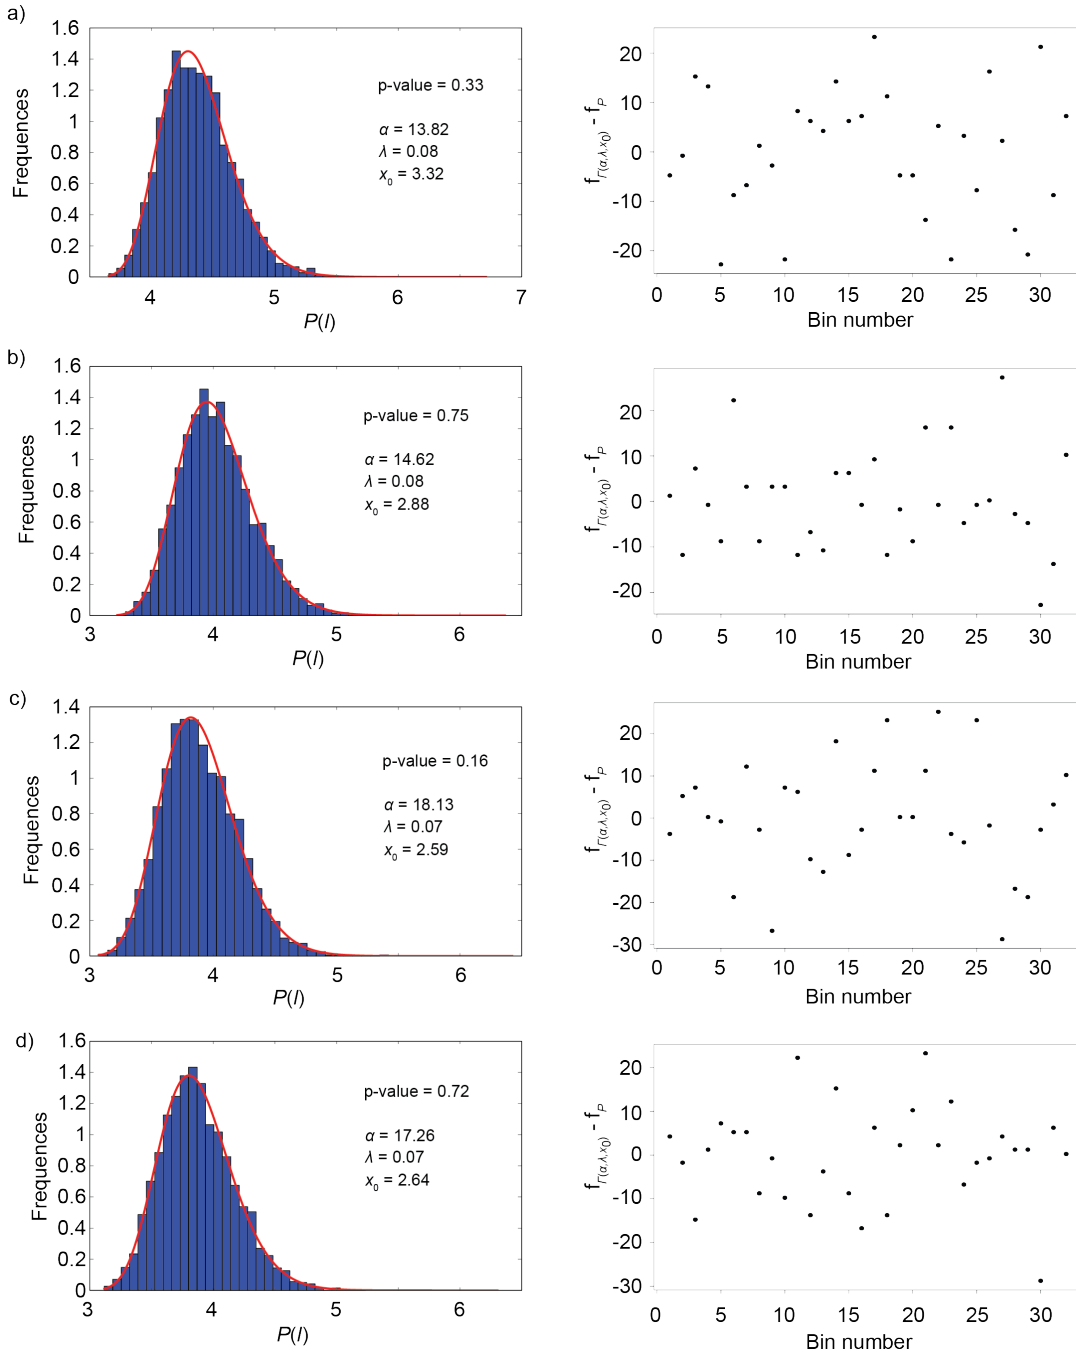 a)
1.6
1.4
1.2
1
0.8
0.6
0.4
0.2
0
Frequences
p-value = 0.33
α = 13.82
λ = 0.08
x0 = 3.32
4 5 6 7
P(I)
20
10
0
-10
-20
fΓ(α,λ,x0) - fP
0 5 10 15 20 25 30
Bin number
b)
1.6
1.4
1.2
1
0.8
0.6
0.4
0.2
0
Frequences
p-value = 0.75
α = 14.62
λ = 0.08
x0 = 2.88
3 4 5 6
P(I)
20
10
0
-10
-20
fΓ(α,λ,x0) - fP
0 5 10 15 20 25 30
Bin number
c)
1.4
1.2
1
0.8
0.6
0.4
0.2
0
Frequences
p-value = 0.16
α = 18.13
λ = 0.07
x0 = 2.59
3 4 5 6
P(I)
20
10
0
-10
-20
-30
fΓ(α,λ,x0) - fP
0 5 10 15 20 25 30
Bin number
d)
1.6
1.4
1.2
1
0.8
0.6
0.4
0.2
0
Frequences
p-value = 0.72
α = 17.26
λ = 0.07
x0 = 2.64
3 4 5 6
P(I)
20
10
0
-10
-20
-30
fΓ(α,λ,x0) - fP
0 5 10 15 20 25 30
Bin number